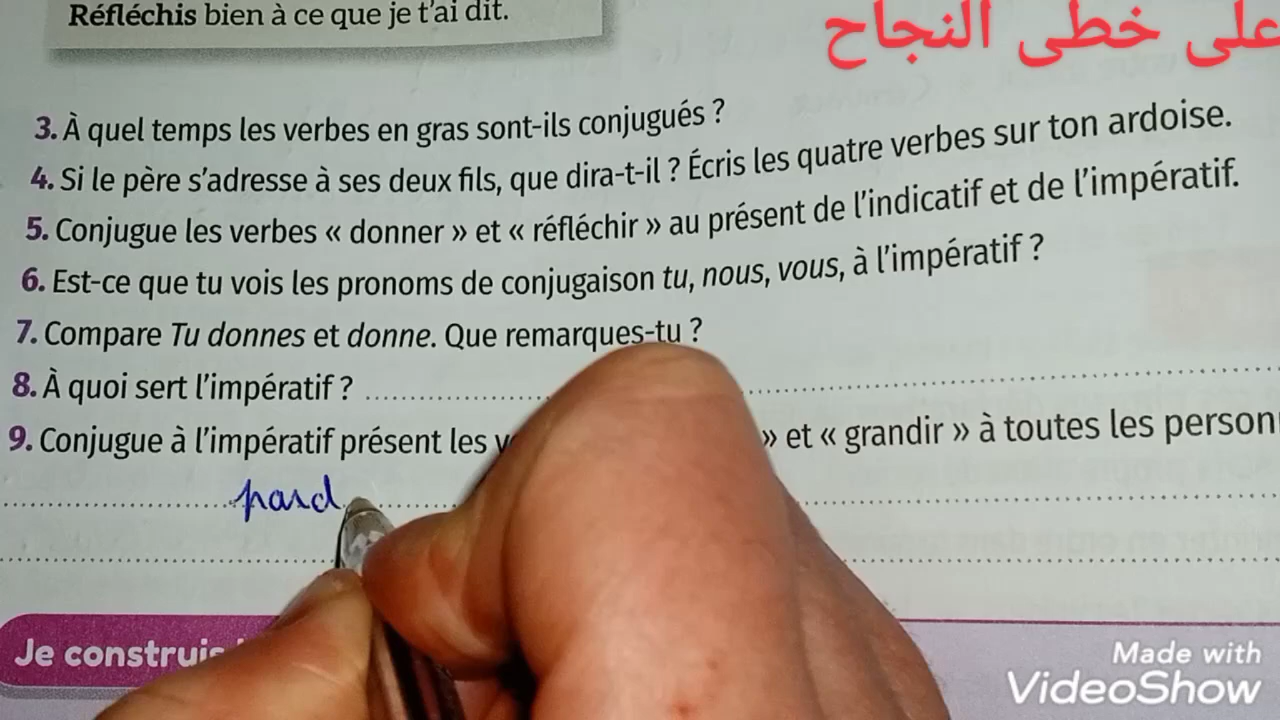 Réfléchis bien à ce que je t'ai dit.
على خطى النجاح
3. À quel temps les verbes en gras sont-ils conjugués ?
4. Si le père s'adresse à ses deux fils, que dira-t-il ? Écris les quatre verbes sur ton ardoise.
5. Conjugue les verbes « donner » et « réfléchir » au présent de l'indicatif et de l'impératif.
6. Est-ce que tu vois les pronoms de conjugaison tu, nous, vous, à l'impératif ?
7. Compare Tu donnes et donne. Que remarques-tu ?
8. À quoi sert l'impératif ?
9. Conjugue à l'impératif présent les » et « grandir » à toutes les person
pard
Je construis
Made with
VideoShow